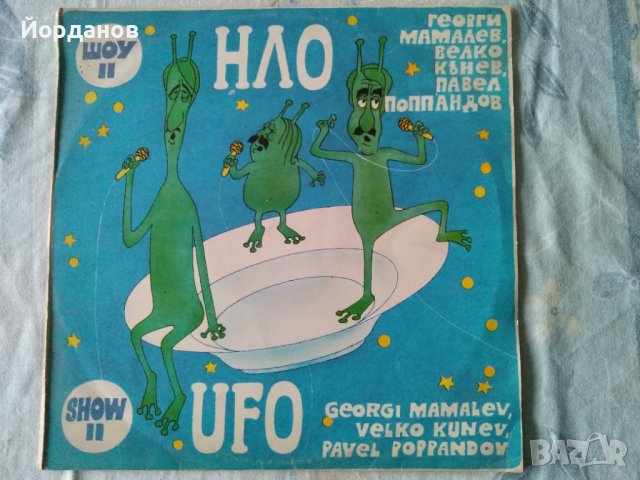 Йорданов
ШОУ
II
НЛО
ГЕОРГИ
МАМАЛЕВ,
ВЕЛКО
КЪНЕВ,
ПАВЕЛ
ПОППАНДОВ
SHOW
II
UFO
GEORGI MAMALEV,
VELKO KUNEV,
PAVEL POPPANDOV
BAZAR